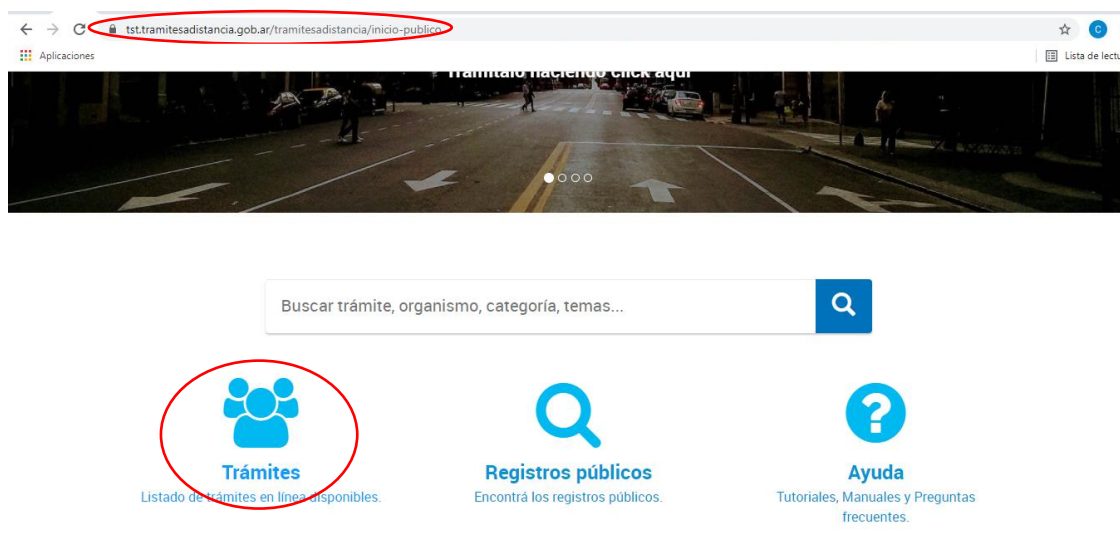 tst.tramitesadistancia.gob.ar/tramitesadistancia/inicio-publico
C
Aplicaciones
Lista de lectu
Tramitalo haciendo click aquí
Buscar trámite, organismo, categoría, temas...
Trámites
Listado de trámites en línea disponibles.
Registros públicos
Encontrá los registros públicos.
Ayuda
Tutoriales, Manuales y Preguntas
frecuentes.